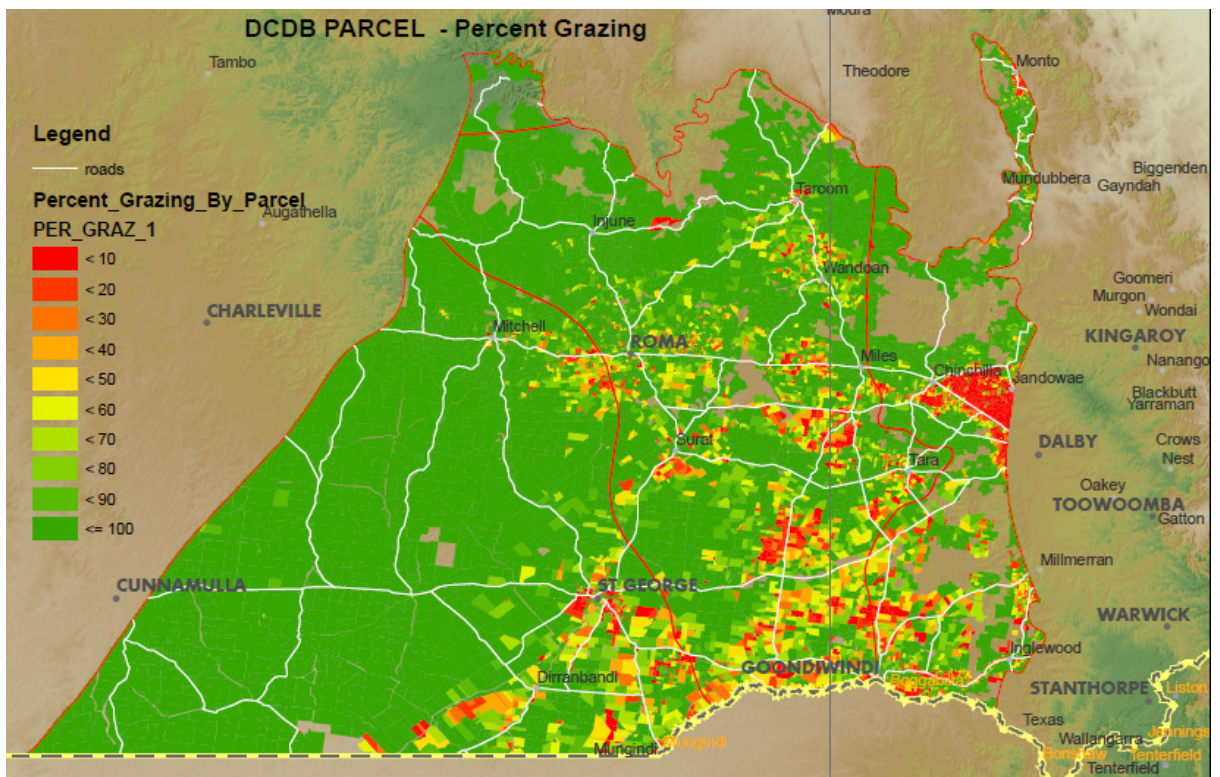 Moura
DCDB PARCEL - Percent Grazing
Tambo
Theodore
Monto
Legend
roads
Percent_Grazing_By_Parcel
PER_GRAZ_1
< 10
< 20
< 30
< 40
< 50
< 60
< 70
< 80
< 90
<= 100
Biggenden
Mundubbera
Gayndah
Taroom
Augathella
Injune
Wandoan
Goomeri
Murgon
Wondai
CHARLEVILLE
Mitchell
ROMA
KINGAROY
Miles
Nanango
Chinchilla
Jandowae
Blackbutt
Yarraman
Surat
DALBY
Crows
Nest
Tara
Oakey
TOOWOOMBA
Gatton
Millmerran
CUNNAMULLA
ST GEORGE
WARWICK
Inglewood
GOONDIWINDI
Dirranbandi
STANTHORPE
Liston
Texas
Jennings
Wallangarra
Mungindi
Mungindi
Bonshaw
Tenterfield
Tenterfield